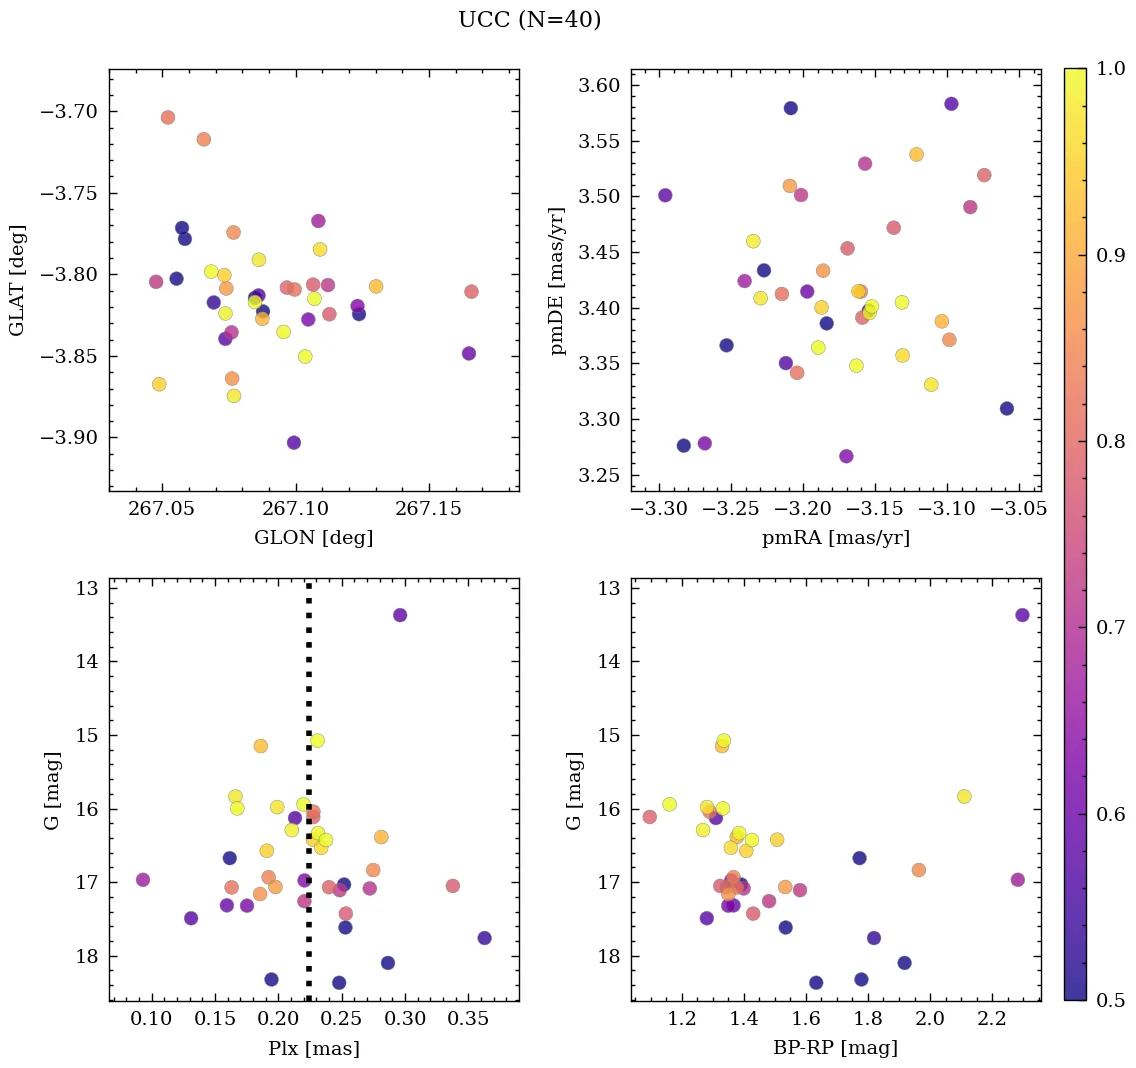 UCC (N=40)
−3.70
−3.75
−3.80
−3.85
−3.90
GLAT [deg]
267.05 267.10 267.15
GLON [deg]
3.60
3.55
3.50
3.45
3.40
3.35
3.30
3.25
pmDE [mas/yr]
−3.30 −3.25 −3.20 −3.15 −3.10 −3.05
pmRA [mas/yr]
1.0
0.9
0.8
0.7
0.6
0.5
13
14
15
16
17
18
G [mag]
0.10 0.15 0.20 0.25 0.30 0.35
Plx [mas]
13
14
15
16
17
18
G [mag]
1.2 1.4 1.6 1.8 2.0 2.2
BP-RP [mag]